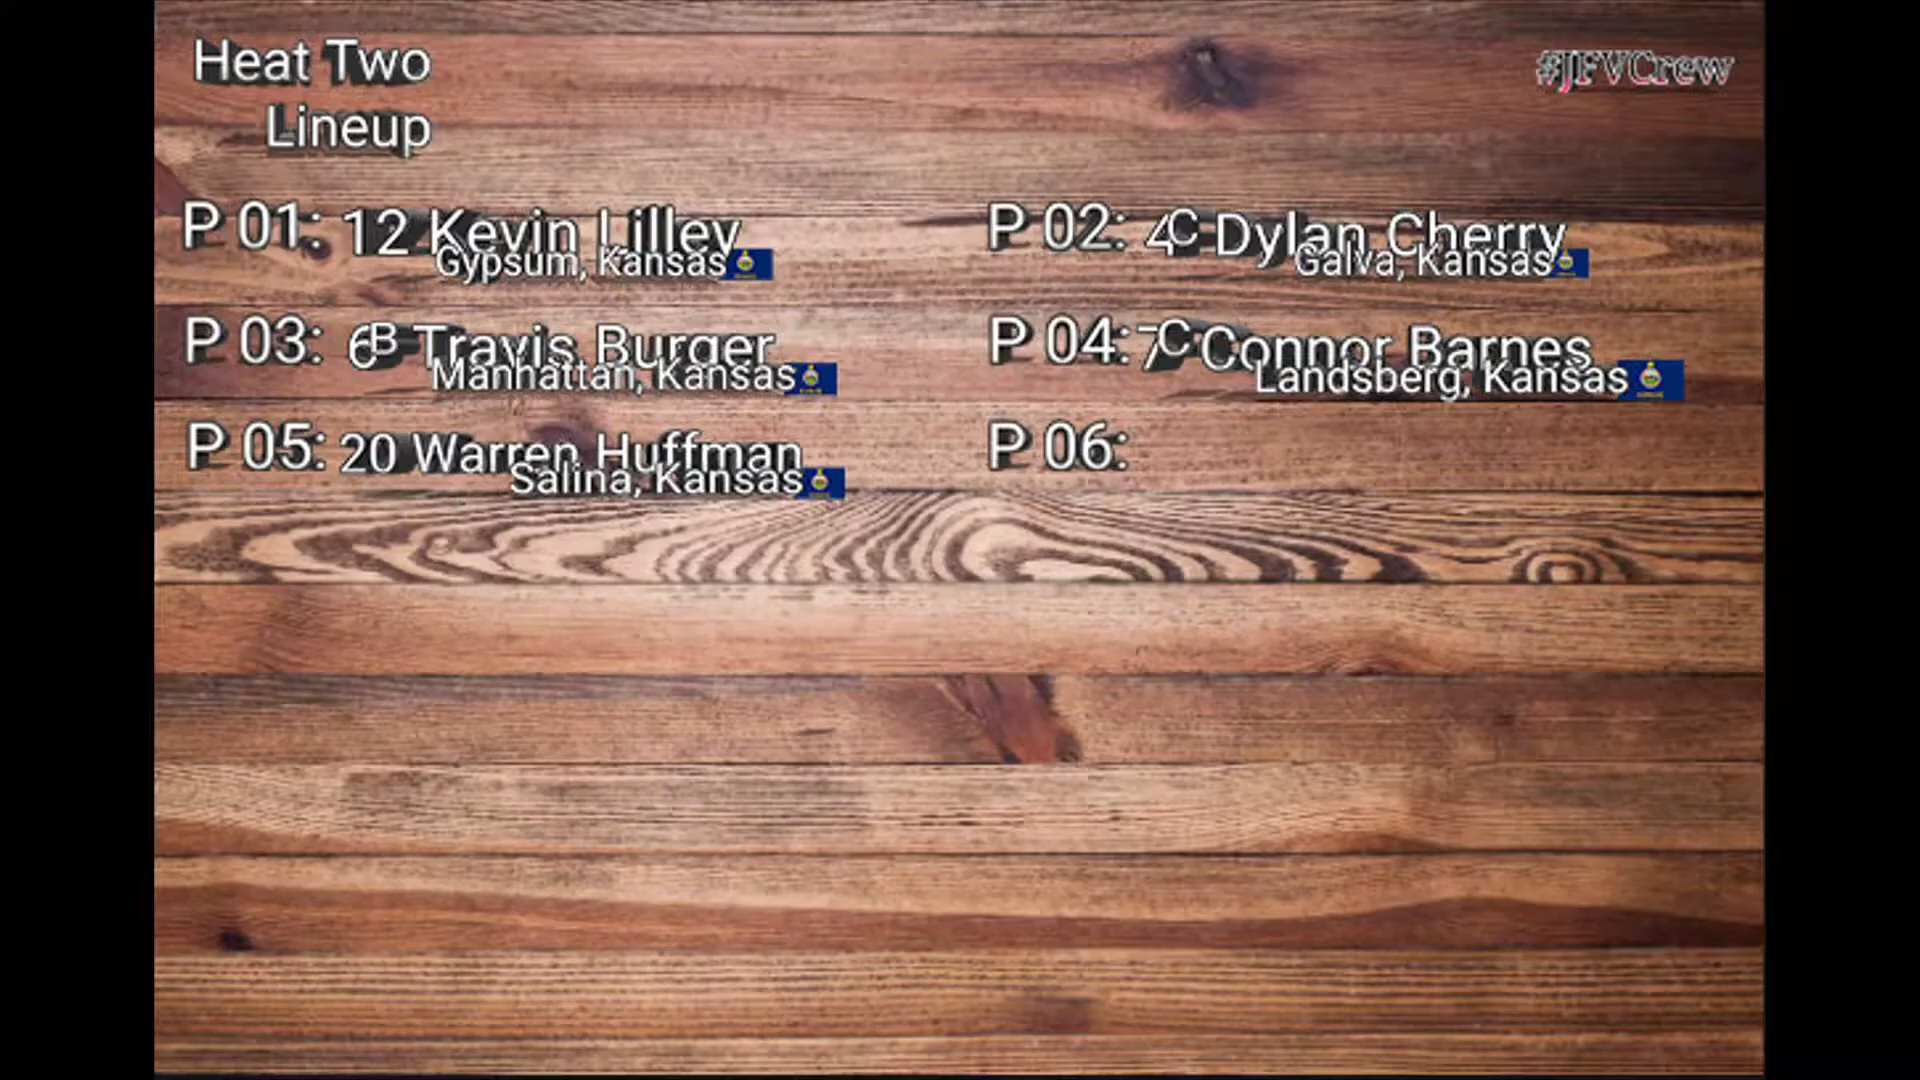 Heat Two
Lineup
#JJFVCrew
P 01: 12 Kevin Lilley
Gypsum, Kansas
P 02: 4C Dylan Cherry
Galva, Kansas
P 03: 6B Travis Burger
Manhattan, Kansas
P 04: 7C Connor Barnes
Landsberg, Kansas
P 05: 20 Warren Huffman
Salina, Kansas
P 06: